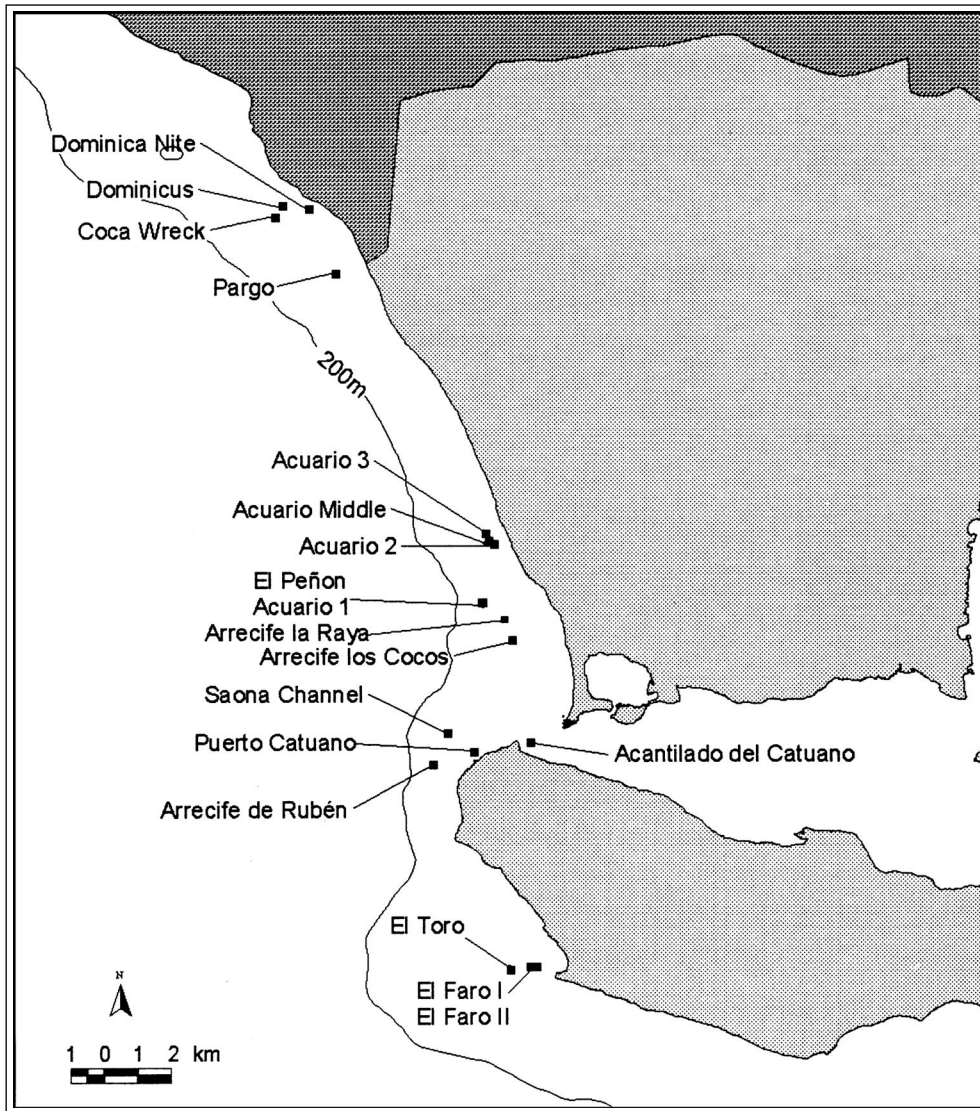 Dominica Nite
Dominicus
Coca Wreck
Pargo
200m
Acuario 3
Acuario Middle
Acuario 2
El Peñon
Acuario 1
Arrecife la Raya
Arrecife los Cocos
Saona Channel
Puerto Catuano
Acantilado del Catuano
Arrecife de Rubén
El Toro
El Faro I
El Faro II
N
1 0 1 2 km